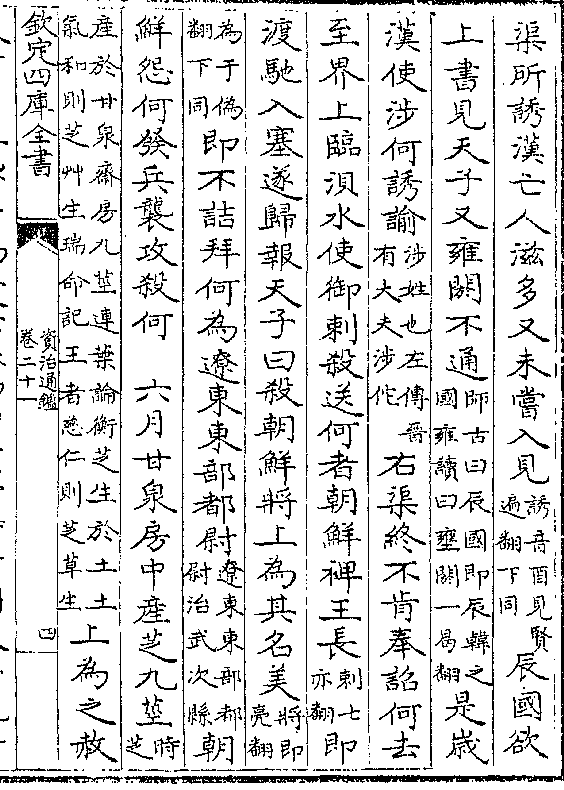 渠所誘漢亡人滋多又未嘗入見誘音酉見賢遍翻下同辰國欲
上書見天子又雍閼不通師古曰辰國即辰韓之國雍讀曰壅閼一曷翻是歲
漢使涉何誘諭涉姓也左傳晉有大夫涉佗右渠終不肯奉詔何去
至界上臨浿水使御刺殺送何者朝鮮裨王長刺七亦翻即
渡馳入塞遂歸報天子曰殺朝鮮將上為其名美將即亮翻
為于偽翻下同即不詰拜何為遼東東部都尉遼東東部都尉治武次縣朝
鮮怨何發兵襲攻殺何　六月甘泉房中產芝九莖時芝
產於甘泉齋房九莖連葉論衡芝生於土土氣和則芝艸生瑞命記王者慈仁則芝草生上為之赦
欽定四庫全書
資治通鑑
卷二十一
四